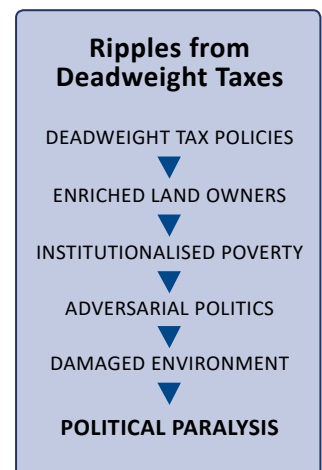 Ripples from
Deadweight Taxes
DEADWEIGHT TAX POLICIES
ENRICHED LAND OWNERS
INSTITUTIONALISED POVERTY
ADVERSARIAL POLITICS
DAMAGED ENVIRONMENT
POLITICAL PARALYSIS